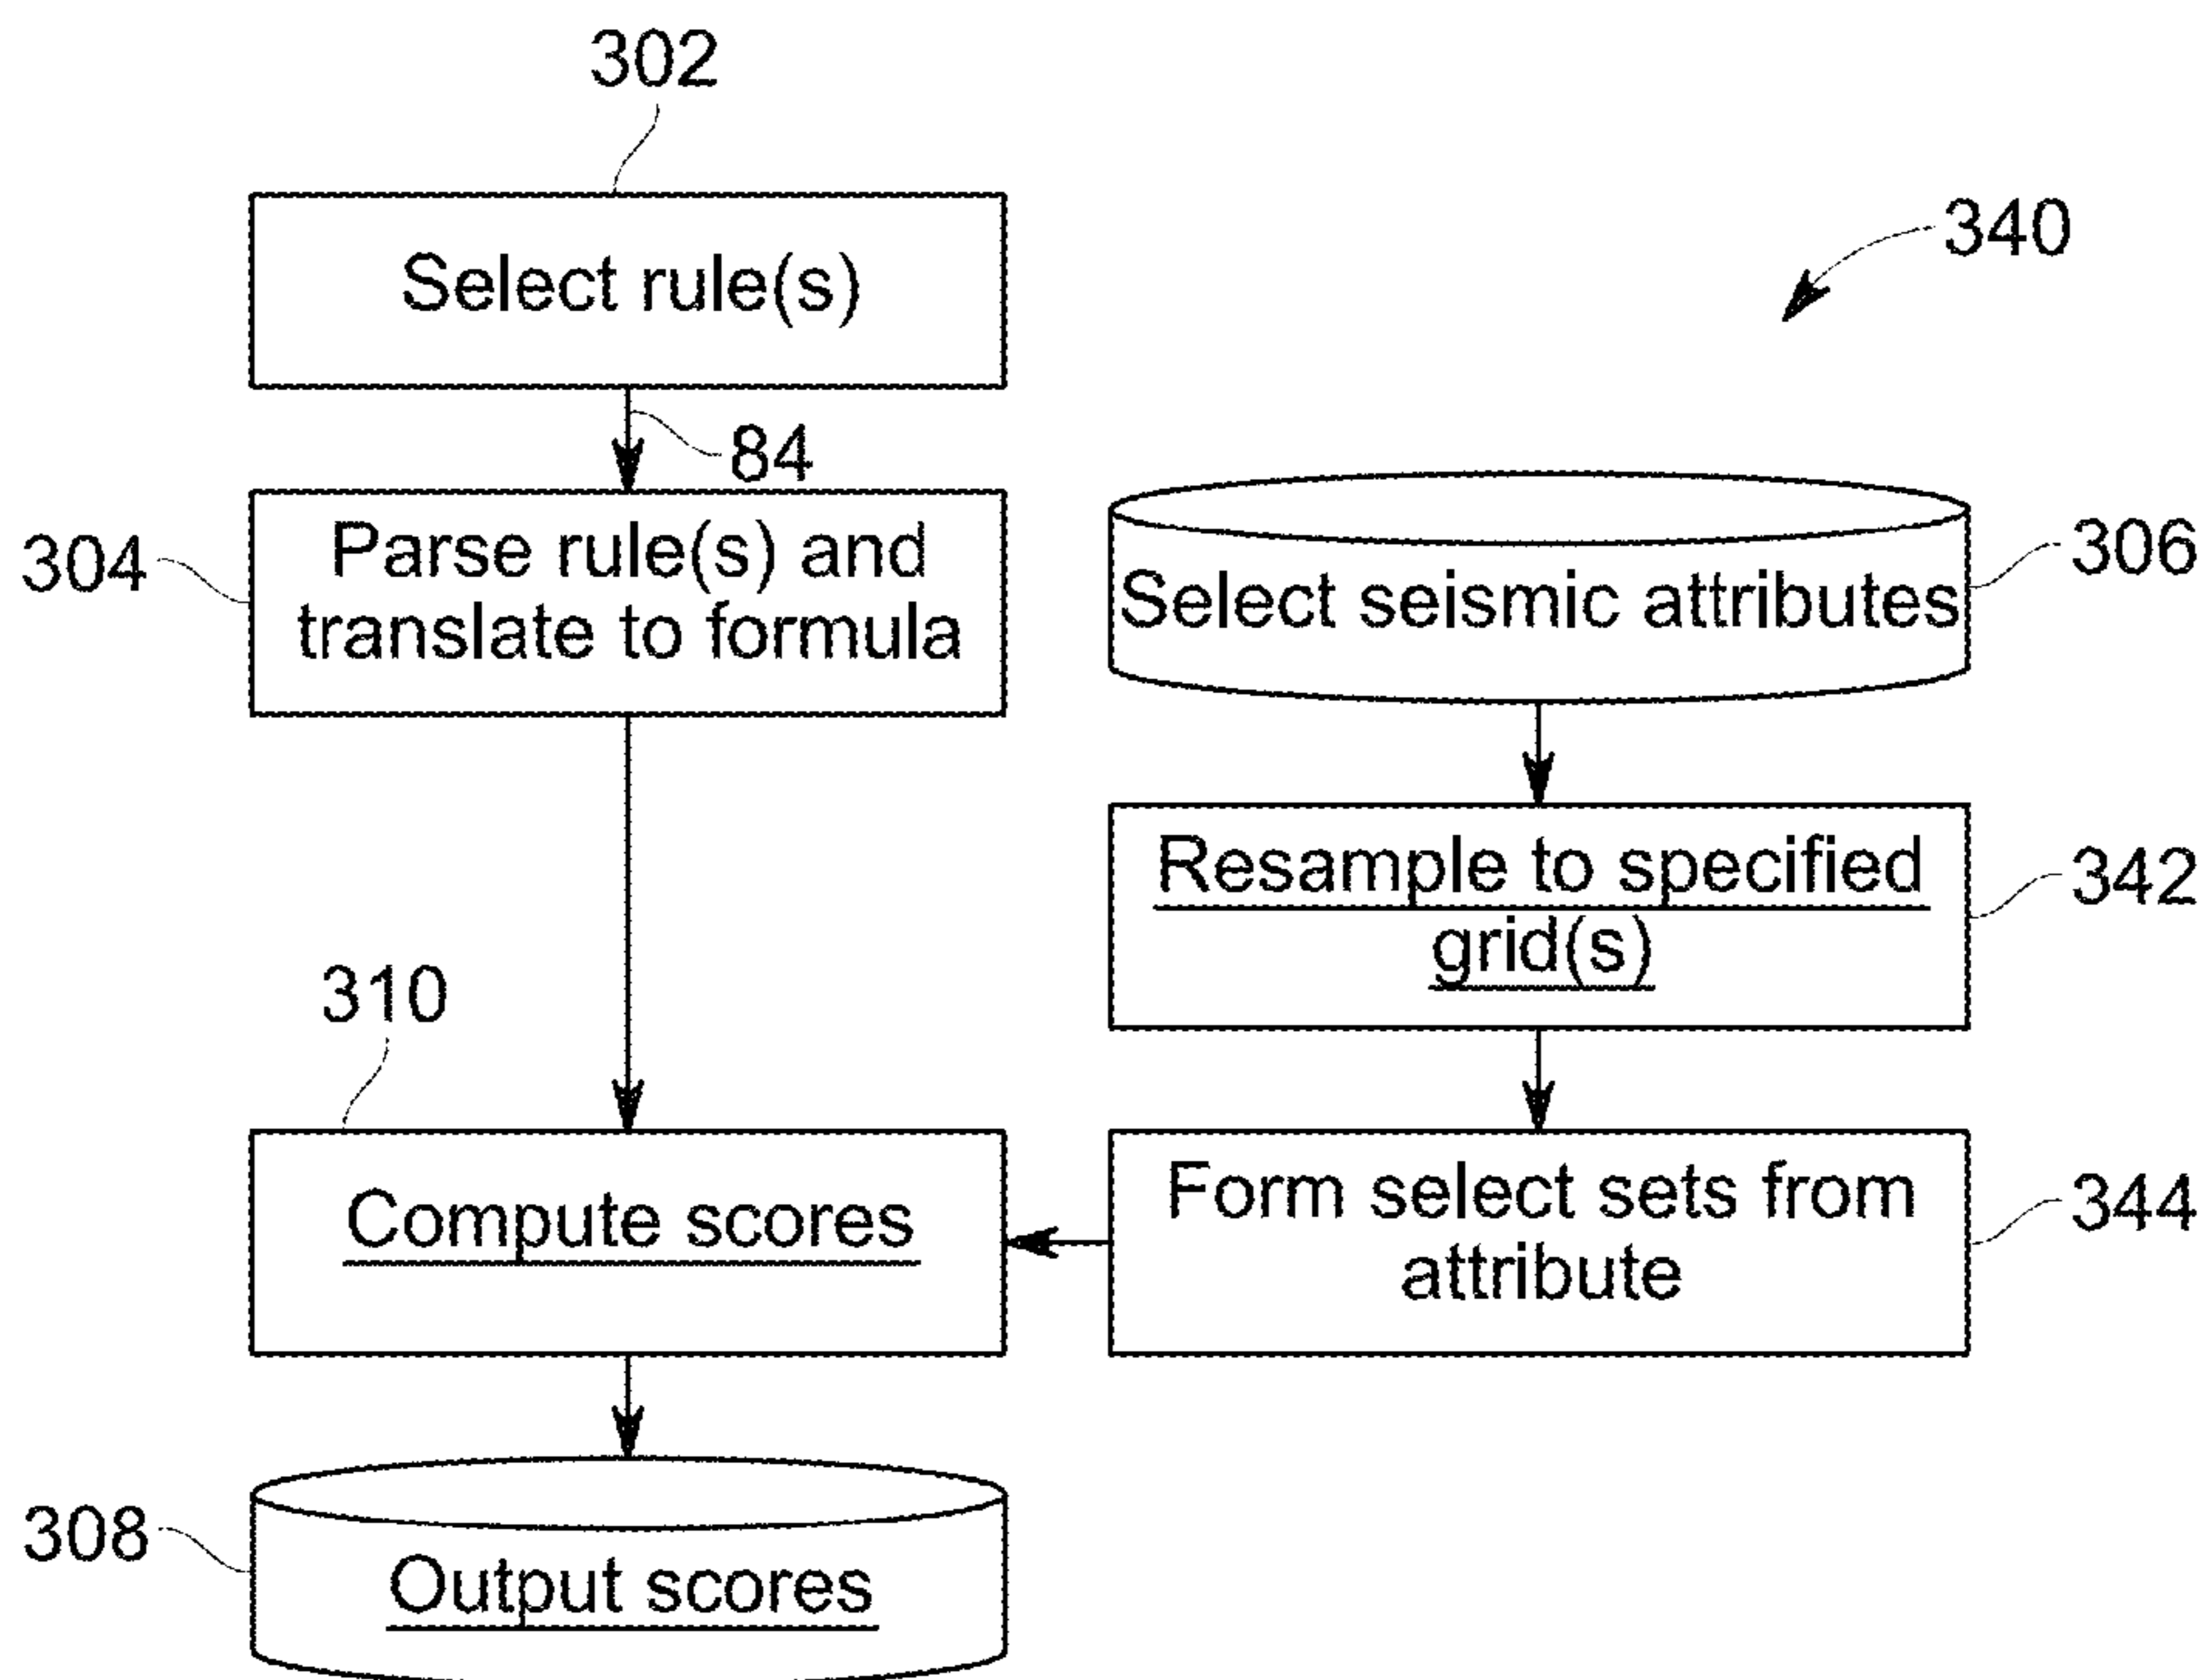 302
Select rule(s)
340
84
304
Parse rule(s) and
translate to formula
Select seismic attributes
306
Resample to specified
grid(s)
342
310
Compute scores
Form select sets from
attribute
344
308
Output scores